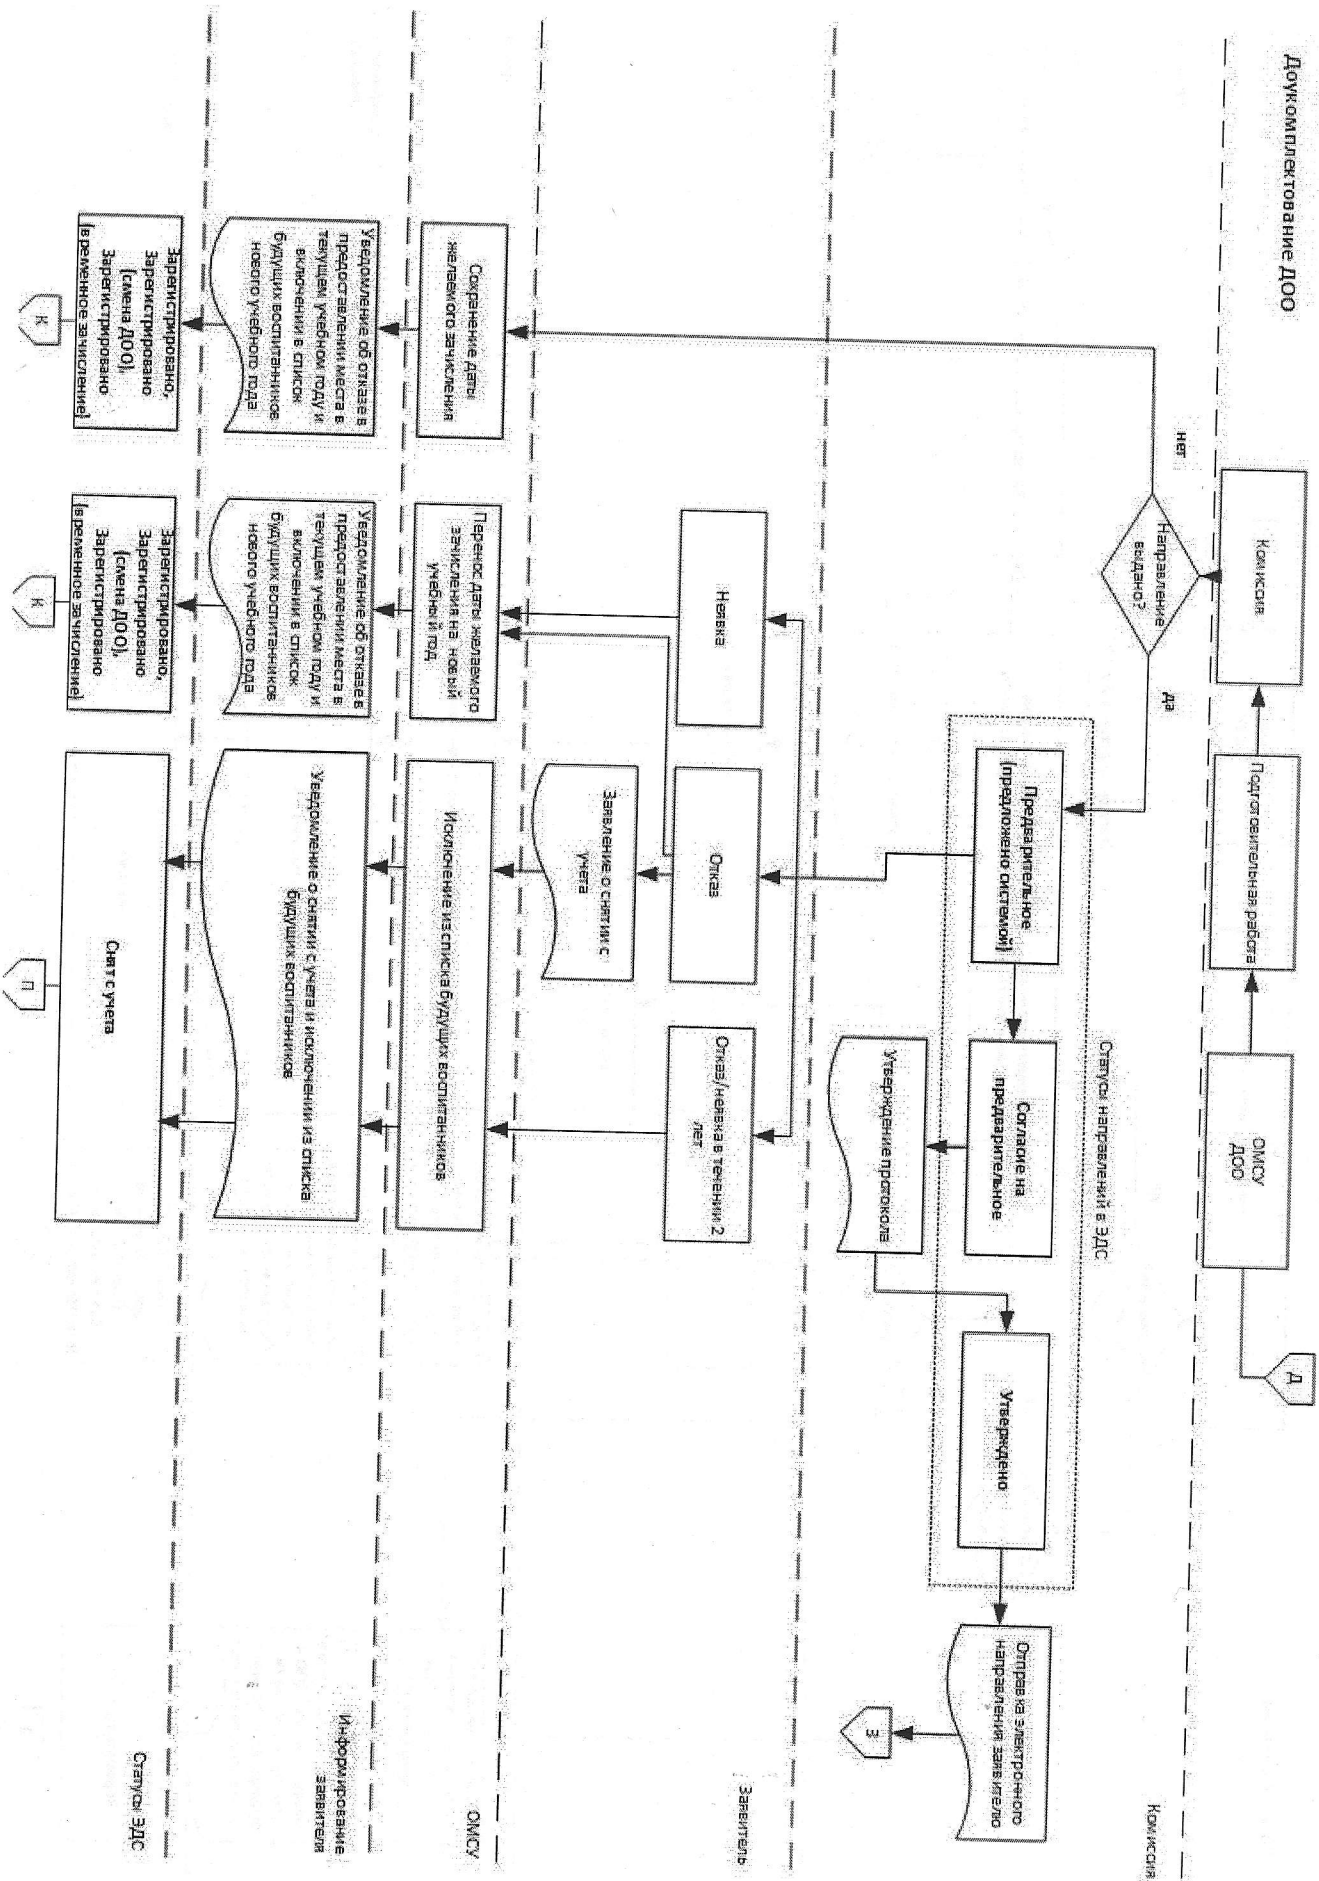 Доукомплектование ДОО
Комиссия
Подготовительная работа
ОМСУ
ДОО
Д
Направление
выдано?
нет
да
Статусы направлений в ЭДС
Предварительное
(предложено системой)
Согласие на
предварительное
Утверждено
Отправка электронного
направления заявителю
Утверждение протокола
З
Комиссия
Неявка
Отказ
Отказ/неявка в течении 2
лет
Заявление о снятии с
учета
Заявитель
Сохранение даты
желаемого зачисления
Перенос даты желаемого
зачисления на новый
учебный год
Исключение из списка будущих воспитанников
ОМСУ
Уведомление об отказе в
предоставлении места в
текущем учебном году и
включении в список
будущих воспитанников
нового учебного года
Уведомление об отказе в
предоставлении места в
текущем учебном году и
включении в список
будущих воспитанников
нового учебного года
Уведомление о снятии с учета и исключении из списка
будущих воспитанников
Информирование
заявителя
Зарегистрировано,
Зарегистрировано
(смена ДОО),
Зарегистрировано
(временное зачисление)
Зарегистрировано,
Зарегистрировано
(смена ДОО),
Зарегистрировано
(временное зачисление)
Снят с учета
Статусы ЭДС
К
К
П